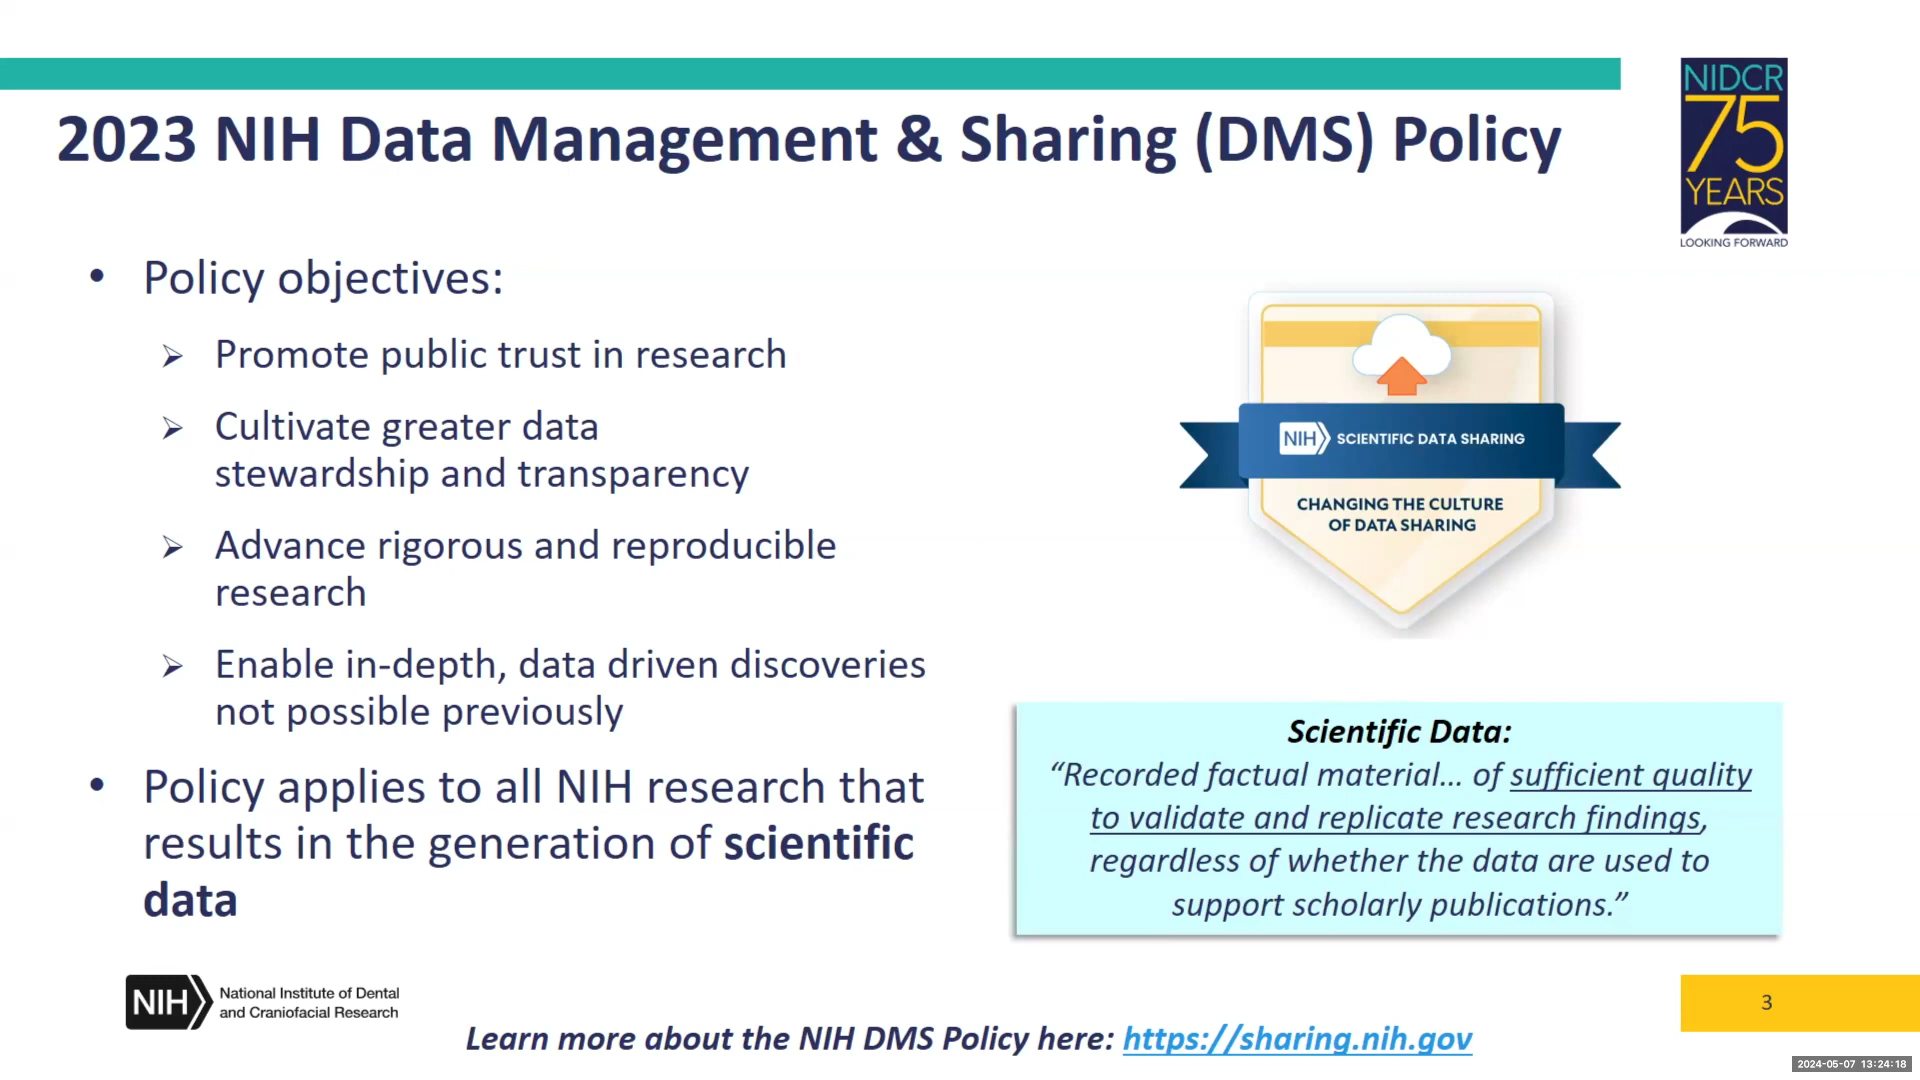 NIDCR
75
YEARS
LOOKING FORWARD
2023 NIH Data Management & Sharing (DMS) Policy
• Policy objectives:
➢ Promote public trust in research
➢ Cultivate greater data
stewardship and transparency
➢ Advance rigorous and reproducible
research
➢ Enable in-depth, data driven discoveries
not possible previously
• Policy applies to all NIH research that
results in the generation of scientific
data
NIH SCIENTIFIC DATA SHARING
CHANGING THE CULTURE
OF DATA SHARING
Scientific Data:
“Recorded factual material... of sufficient quality
to validate and replicate research findings,
regardless of whether the data are used to
support scholarly publications.”
NIH National Institute of Dental
and Craniofacial Research
Learn more about the NIH DMS Policy here: https://sharing.nih.gov
3
2024-05-07 13:24:18